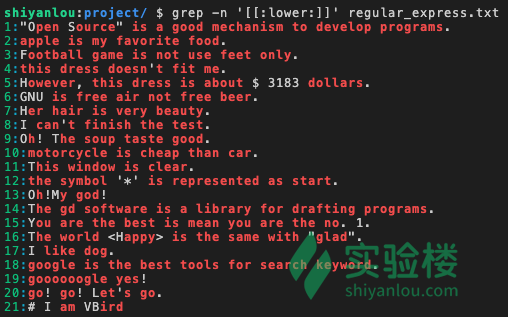 shiyanlou:project/ $ grep -n '[[:lower:]]' regular_express.txt
1:"Open Source" is a good mechanism to develop programs.
2:apple is my favorite food.
3:Football game is not use feet only.
4:this dress doesn't fit me.
5:However, this dress is about $ 3183 dollars.
6:GNU is free air not free beer.
7:Her hair is very beauty.
8:I can't finish the test.
9:Oh! The soup taste good.
10:motorcycle is cheap than car.
11:This window is clear.
12:the symbol '*' is represented as start.
13:Oh!My god!
14:The gd software is a library for drafting programs.
15:You are the best is mean you are the no. 1.
16:The world <Happy> is the same with "glad".
17:I like dog.
18:google is the best tools for search keyword.
19:goooooogle yes!
20:go! go! Let's go.
21:# I am VBird
实验楼
shiyanlou.com